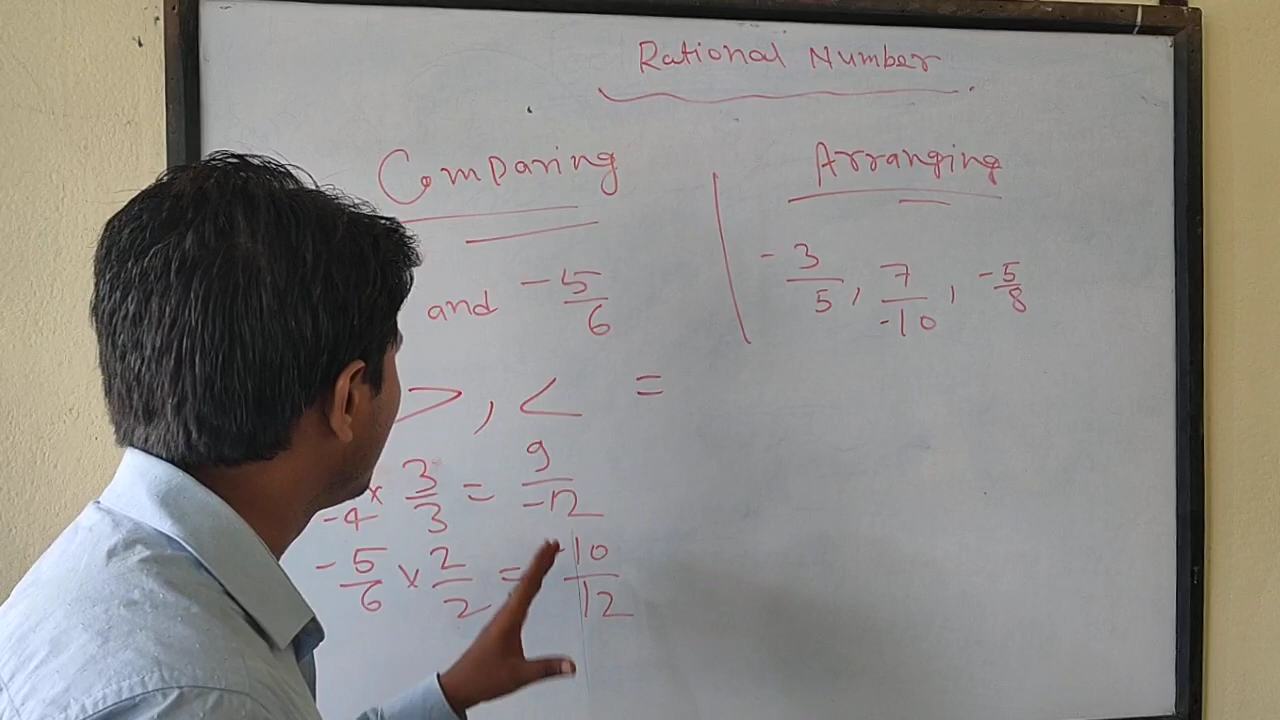 Rational Number
Comparing
and -5/6
>, < =
-4 × 3/3 = 9/-12
-5/6 × 2/2 = -10/12
Arranging
-3/5, 7/-10, -5/8